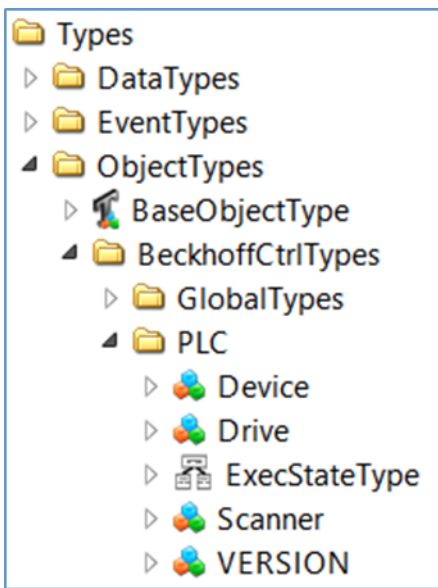 Types
DataTypes
EventTypes
ObjectTypes
BaseObjectType
BeckhoffCtrlTypes
GlobalTypes
PLC
Device
Drive
ExecStateType
Scanner
VERSION